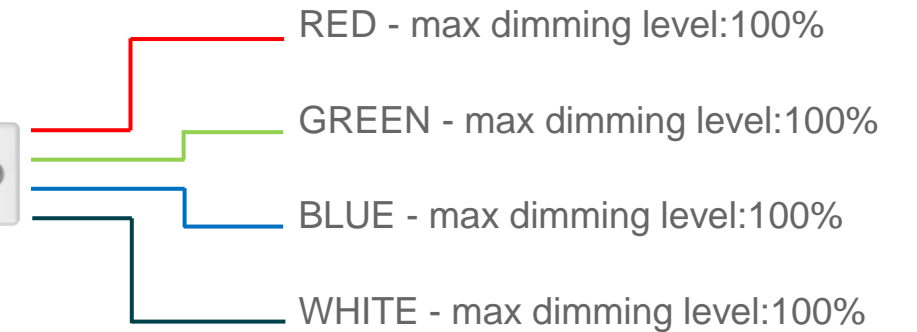 RED - max dimming level:100%
GREEN - max dimming level:100%
BLUE - max dimming level:100%
WHITE - max dimming level:100%